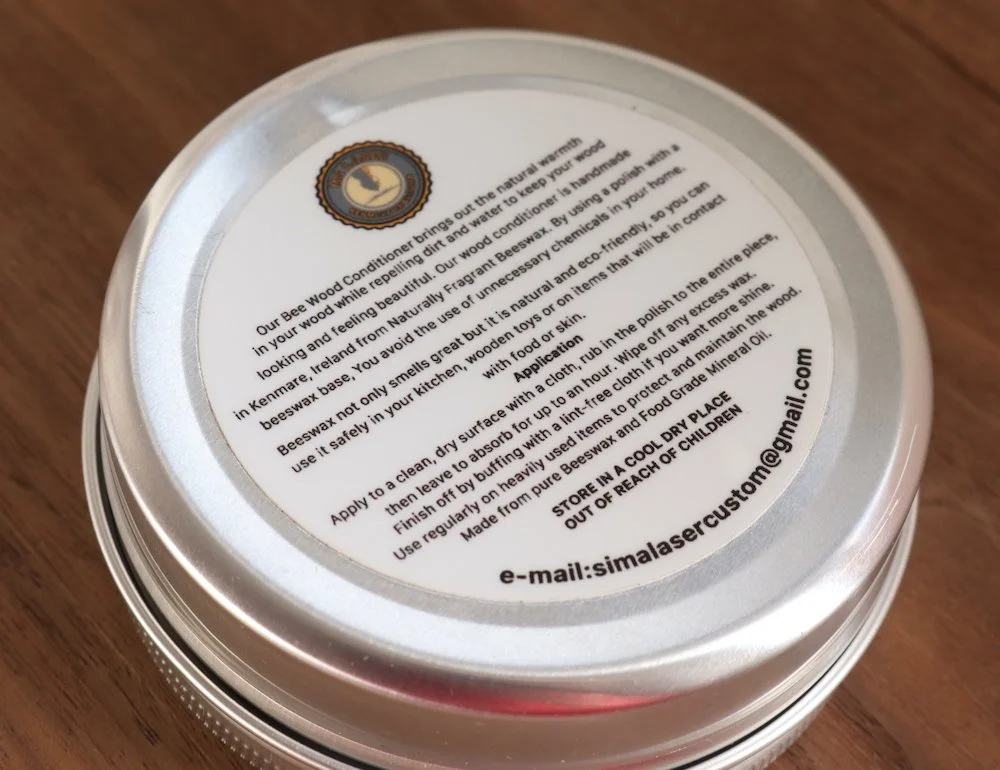 Our Bee Wood Conditioner brings out the natural warmth
in your wood while repelling dirt and water to keep your wood
looking and feeling beautiful. Our wood conditioner is handmade
in Kenmare, Ireland from Naturally Fragrant Beeswax. By using a polish with a
beeswax base, You avoid the use of unnecessary chemicals in your home.
Beeswax not only smells great but it is natural and eco-friendly, so you can
use it safely in your kitchen, wooden toys or on items that will be in contact
with food or skin.
Application
Apply to a clean, dry surface with a cloth, rub in the polish to the entire piece,
then leave to absorb for up to an hour. Wipe off any excess wax.
Finish off by buffing with a lint-free cloth if you want more shine.
Use regularly on heavily used items to protect and maintain the wood.
Made from pure Beeswax and Food Grade Mineral Oil.
STORE IN A COOL DRY PLACE
OUT OF REACH OF CHILDREN
e-mail:simalasercustom@gmail.com